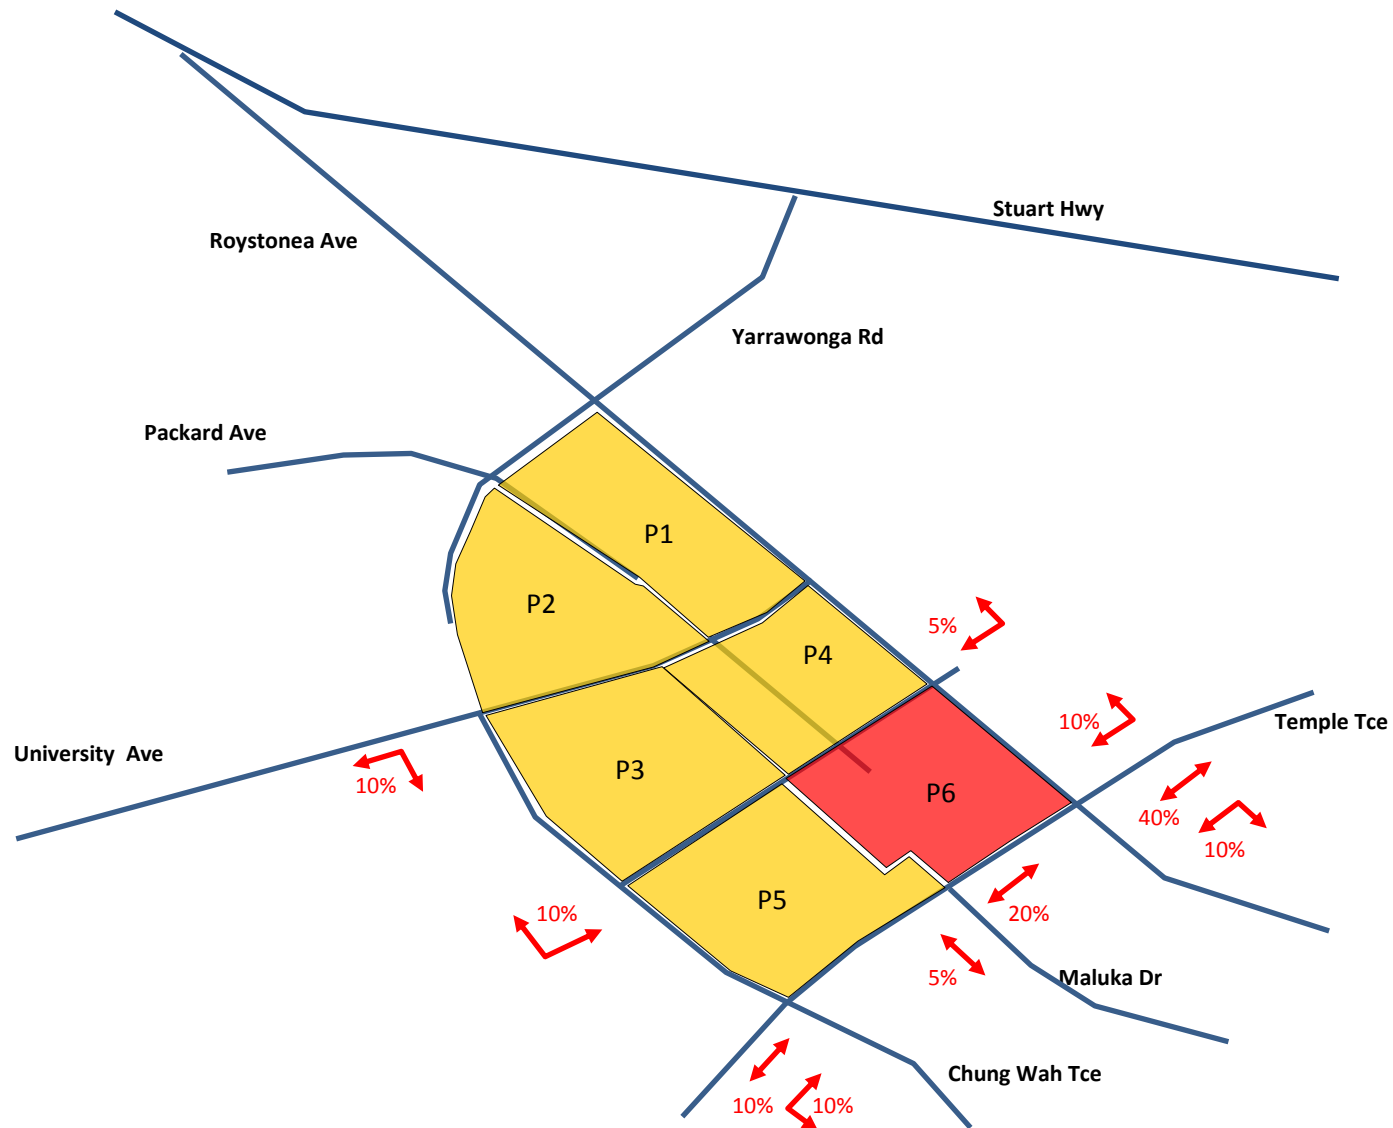 Stuart Hwy
Roystonea Ave
Yarrawonga Rd
Packard Ave
P1
P2
5%
P4
10%
Temple Tce
University  Ave
10%
P3
P6
40%
10%
P5
10%
20%
5%
Maluka Dr
Chung Wah Tce
10%
10%